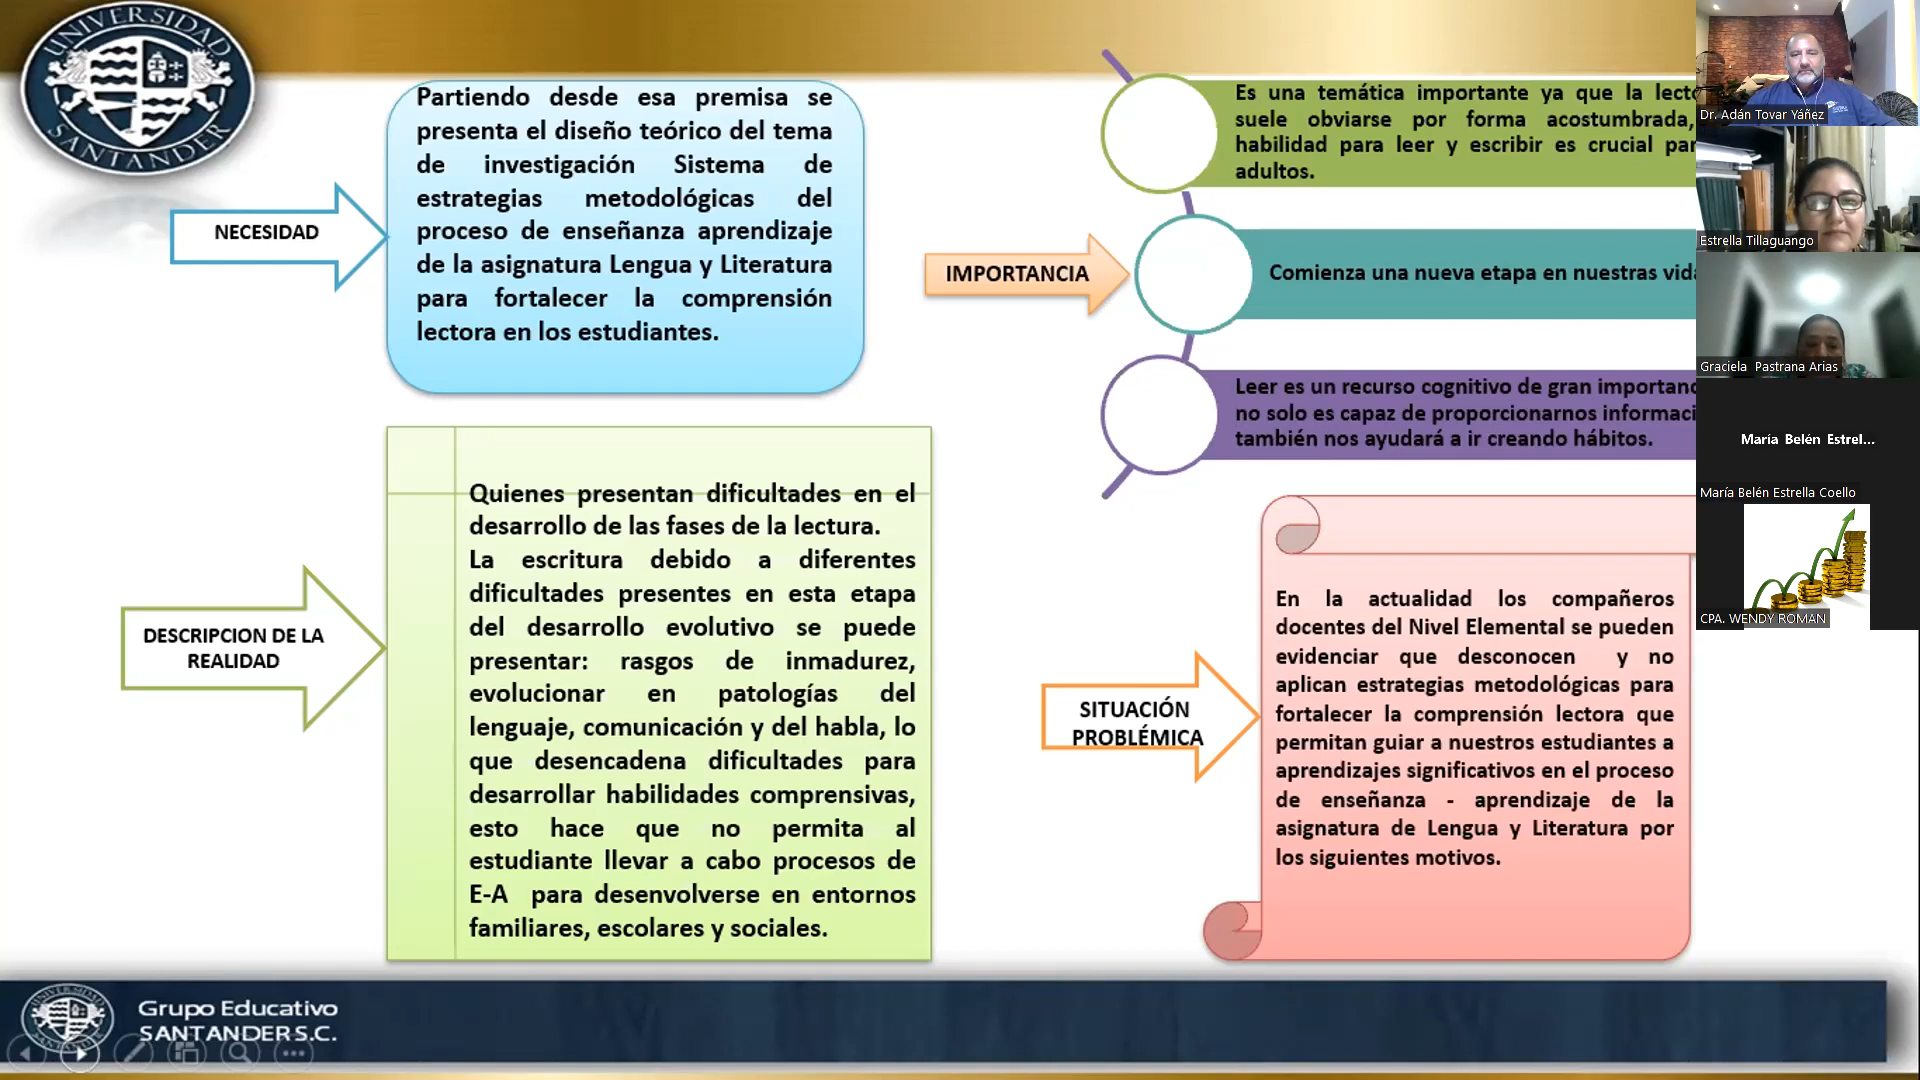 UNIVERSIDAD
SANTANDER
NECESIDAD
Partiendo desde esa premisa se
presenta el diseño teórico del tema
de investigación Sistema de
estrategias metodológicas del
proceso de enseñanza aprendizaje
de la asignatura Lengua y Literatura
para fortalecer la comprensión
lectora en los estudiantes.
DESCRIPCION DE LA
REALIDAD
Quienes presentan dificultades en el
desarrollo de las fases de la lectura.
La escritura debido a diferentes
dificultades presentes en esta etapa
del desarrollo evolutivo se puede
presentar: rasgos de inmadurez,
evolucionar en patologías del
lenguaje, comunicación y del habla, lo
que desencadena dificultades para
desarrollar habilidades comprensivas,
esto hace que no permita al
estudiante llevar a cabo procesos de
E-A para desenvolverse en entornos
familiares, escolares y sociales.
IMPORTANCIA
Es una temática importante ya que la
suele obviarse por forma acostumbrada,
habilidad para leer y escribir es crucial
adultos.
Comienza una nueva etapa en nuestras
Leer es un recurso cognitivo de gran
no solo es capaz de proporcionarnos
también nos ayudará a ir creando hábitos.
SITUACIÓN
PROBLÉMICA
En la actualidad los compañeros
docentes del Nivel Elemental se pueden
evidenciar que desconocen y no
aplican estrategias metodológicas para
fortalecer la comprensión lectora que
permitan guiar a nuestros estudiantes a
aprendizajes significativos en el proceso
de enseñanza - aprendizaje de la
asignatura de Lengua y Literatura por
los siguientes motivos.
Dr. Adán Tovar Yáñez
Estrella Tillaguango
Graciela Pastrana Arias
María Belén Estrel...
María Belén Estrella Coello
CPA. WENDY ROMAN
UNIVERSIDAD
SANTANDER
Grupo Educativo
SANTANDER S.C.